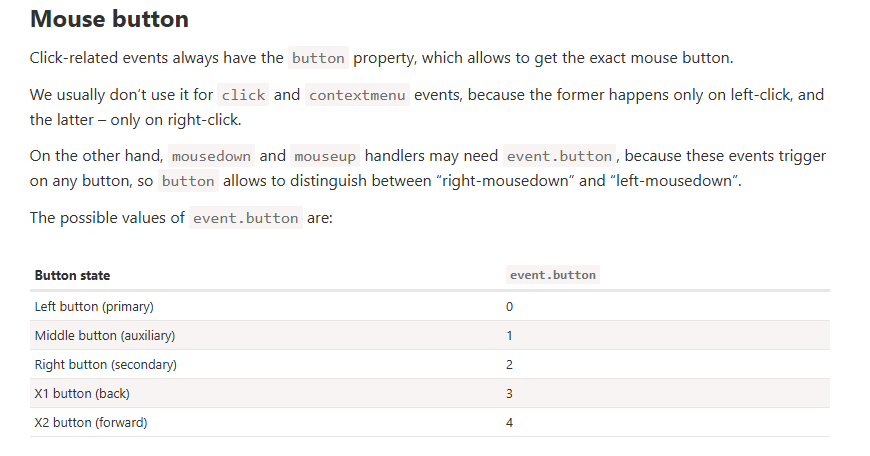 Mouse button
Click-related events always have the button property, which allows to get the exact mouse button.
We usually don’t use it for click and contextmenu events, because the former happens only on left-click, and
the latter – only on right-click.
On the other hand, mousedown and mouseup handlers may need event.button, because these events trigger
on any button, so button allows to distinguish between “right-mousedown” and “left-mousedown”.
The possible values of event.button are:
Button state event.button
Left button (primary) 0
Middle button (auxiliary) 1
Right button (secondary) 2
X1 button (back) 3
X2 button (forward) 4